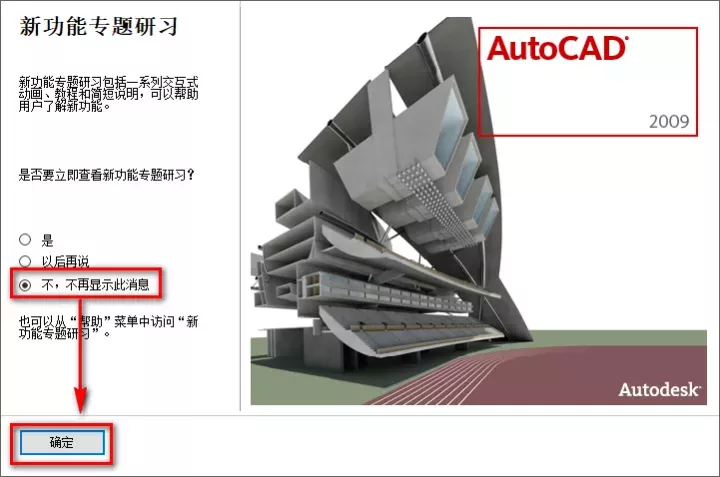 新功能专题研习
新功能专题研习包括一系列交互式
动画、教程和简短说明，可以帮助
用户了解新功能。
是否要立即查看新功能专题研习？
是
以后再说
不，不再显示此消息
也可以从“帮助”菜单中访问“新
功能专题研习”。
确定
AutoCAD
2009
Autodesk